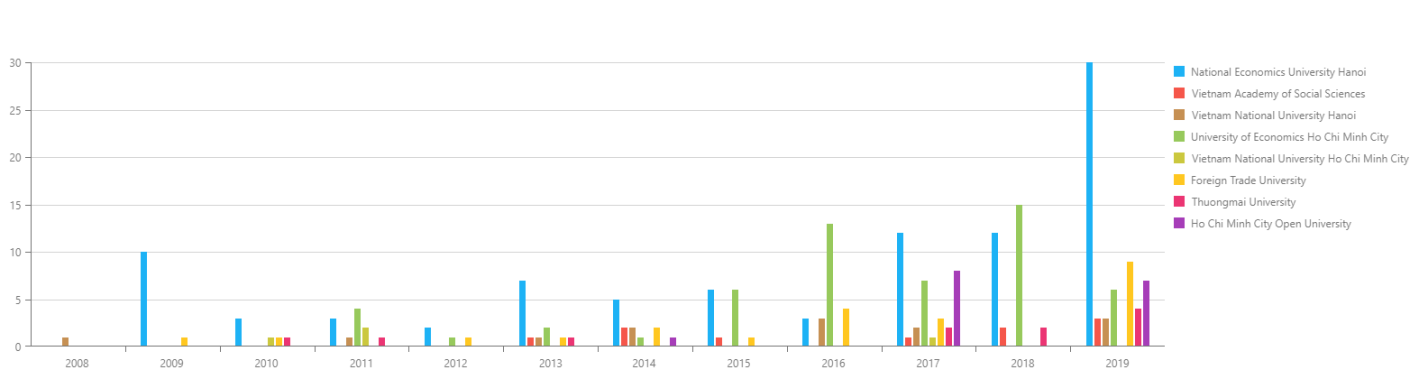 30
25
20
15
10
5
0
2008 2009 2010 2011 2012 2013 2014 2015 2016 2017 2018 2019
National Economics University Hanoi
Vietnam Academy of Social Sciences
Vietnam National University Hanoi
University of Economics Ho Chi Minh City
Vietnam National University Ho Chi Minh City
Foreign Trade University
Thuongmai University
Ho Chi Minh City Open University